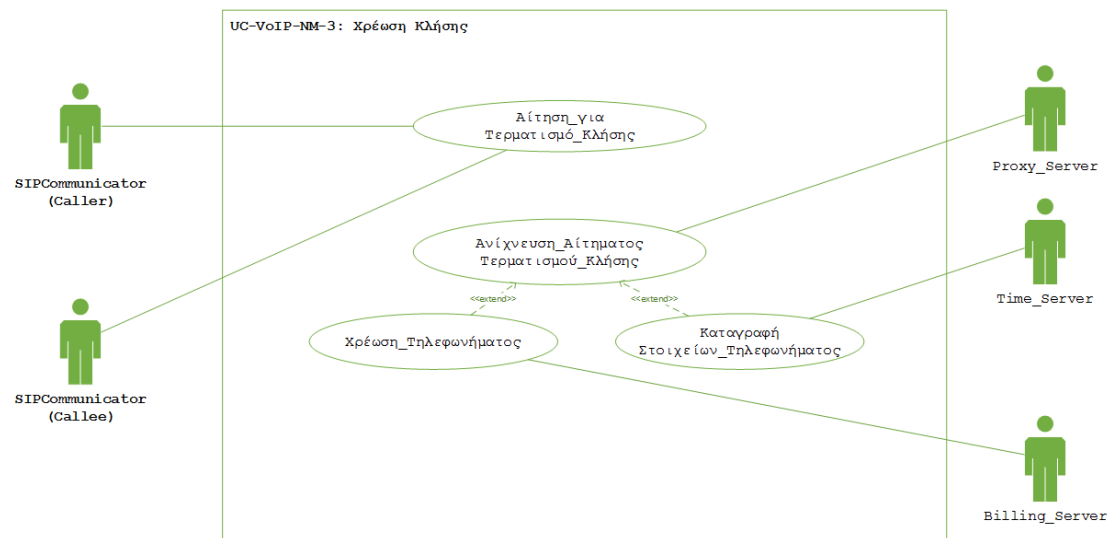 UC-VoIP-NM-3: Χρέωση Κλήσης
Αίτηση_για
Τερματισμό_Κλήσης
Proxy_Server
SIPCommunicator
(Caller)
Ανίχνευση_Αίτηματος
Τερματισμού_Κλήσης
<<extend>>
<<extend>>
Time_Server
Χρέωση_Τηλεφωνήματος
Καταγραφή
Στοιχείων_Τηλεφωνήματος
SIPCommunicator
(Callee)
Billing_Server